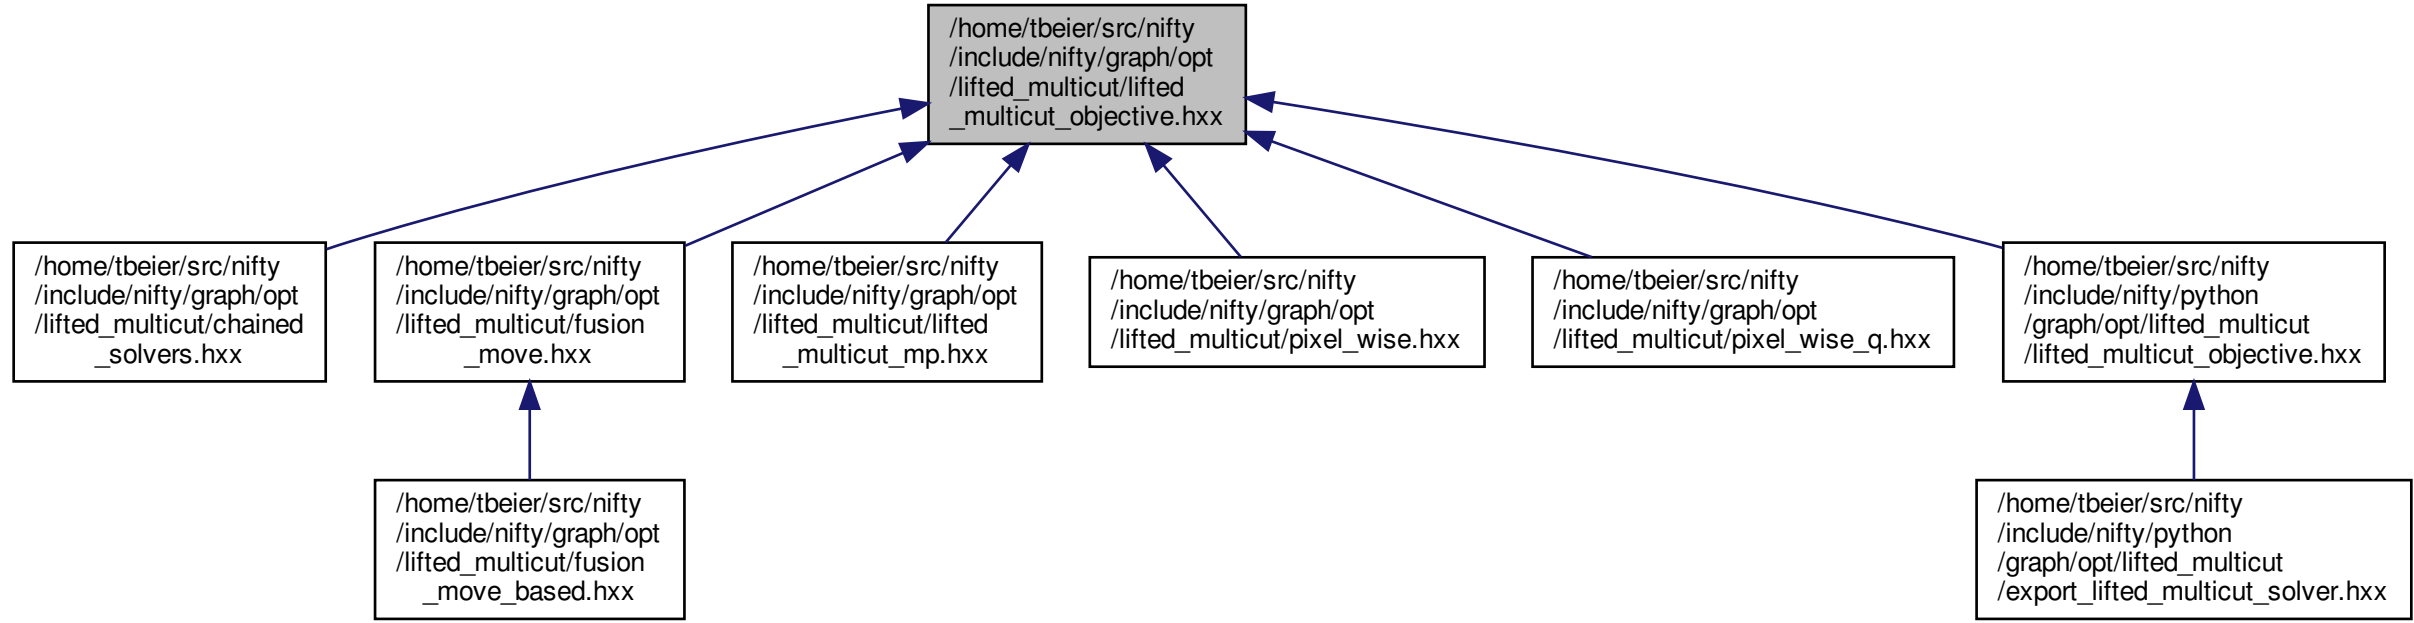 /home/tbeier/src/nifty
/include/nifty/graph/opt
/lifted_multicut/lifted
_multicut_objective.hxx
/home/tbeier/src/nifty
/include/nifty/graph/opt
/lifted_multicut/chained
_solvers.hxx
/home/tbeier/src/nifty
/include/nifty/graph/opt
/lifted_multicut/fusion
_move.hxx
/home/tbeier/src/nifty
/include/nifty/graph/opt
/lifted_multicut/lifted
_multicut_mp.hxx
/home/tbeier/src/nifty
/include/nifty/graph/opt
/lifted_multicut/pixel_wise.hxx
/home/tbeier/src/nifty
/include/nifty/graph/opt
/lifted_multicut/pixel_wise_q.hxx
/home/tbeier/src/nifty
/include/nifty/python
/graph/opt/lifted_multicut
/lifted_multicut_objective.hxx
/home/tbeier/src/nifty
/include/nifty/graph/opt
/lifted_multicut/fusion
_move_based.hxx
/home/tbeier/src/nifty
/include/nifty/python
/graph/opt/lifted_multicut
/export_lifted_multicut_solver.hxx